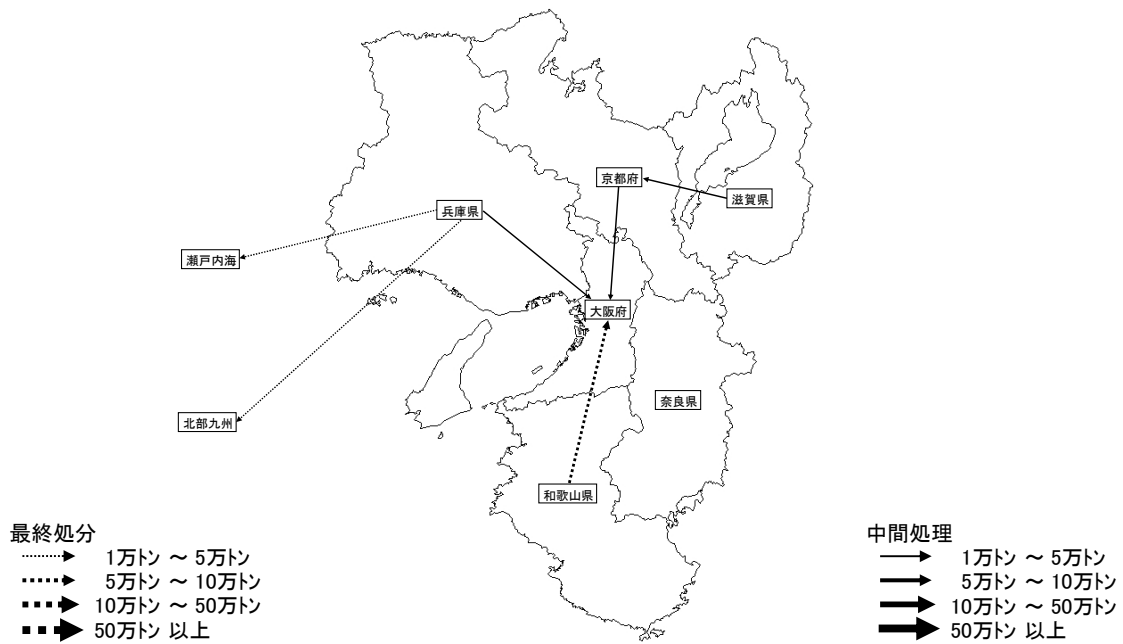 京都府
滋賀県
兵庫県
瀬戸内海
大阪府
奈良県
北部九州
和歌山県
最終処分
1万トン ～ 5万トン
5万トン ～ 10万トン
10万トン ～ 50万トン
50万トン 以上
中間処理
1万トン ～ 5万トン
5万トン ～ 10万トン
10万トン ～ 50万トン
50万トン 以上